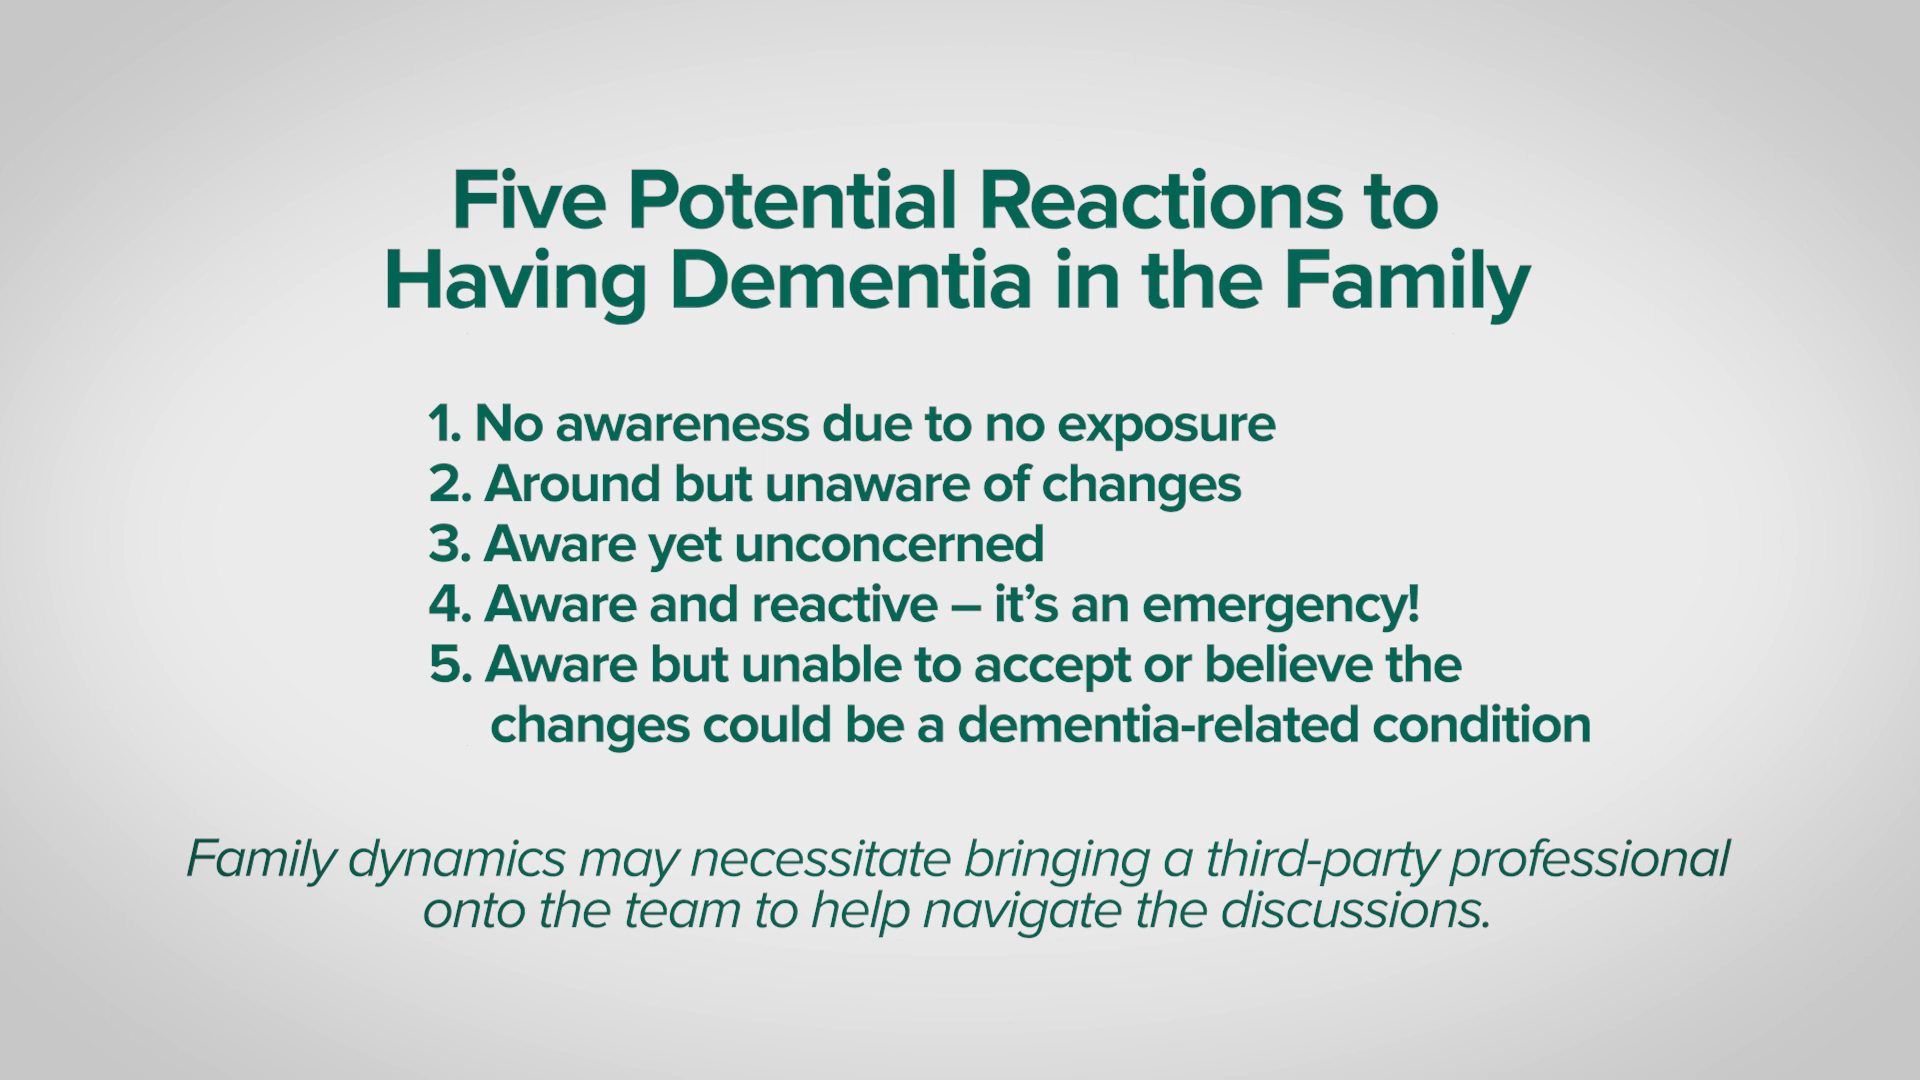 Five Potential Reactions to
Having Dementia in the Family
1. No awareness due to no exposure
2. Around but unaware of changes
3. Aware yet unconcerned
4. Aware and reactive – it’s an emergency!
5. Aware but unable to accept or believe the
changes could be a dementia-related condition
Family dynamics may necessitate bringing a third-party professional
onto the team to help navigate the discussions.